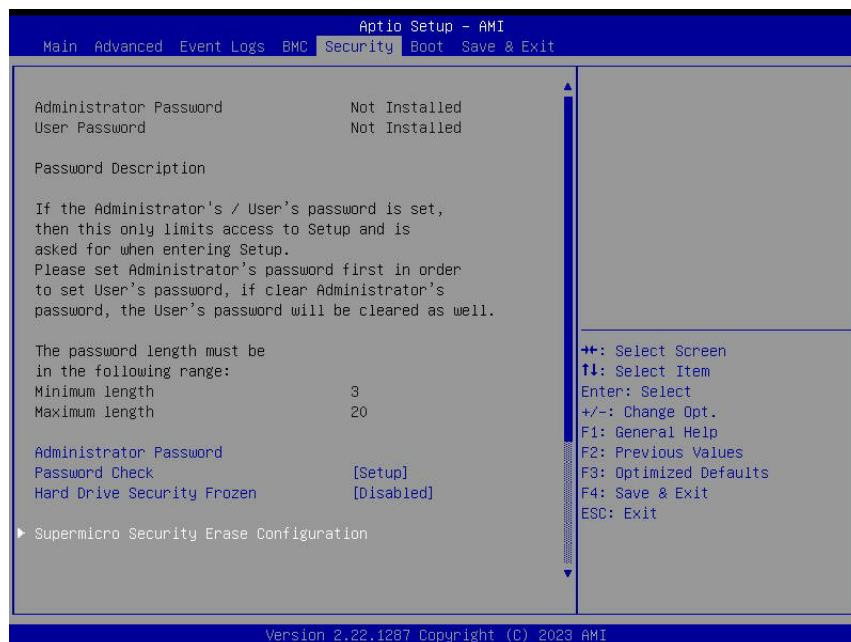 Aptio Setup - AMI
Main Advanced Event Logs BMC Security Boot Save & Exit
Administrator Password Not Installed
User Password Not Installed
Password Description
If the Administrator's / User's password is set,
then this only limits access to Setup and is
asked for when entering Setup.
Please set Administrator's password first in order
to set User's password, if clear Administrator's
password, the User's password will be cleared as well.
The password length must be
in the following range:
Minimum length 3
Maximum length 20
Administrator Password
Password Check [Setup]
Hard Drive Security Frozen [Disabled]
Supermicro Security Erase Configuration
→←: Select Screen
↑↓: Select Item
Enter: Select
+/-: Change Opt.
F1: General Help
F2: Previous Values
F3: Optimized Defaults
F4: Save & Exit
ESC: Exit
Version 2.22.1287 Copyright (C) 2023 AMI